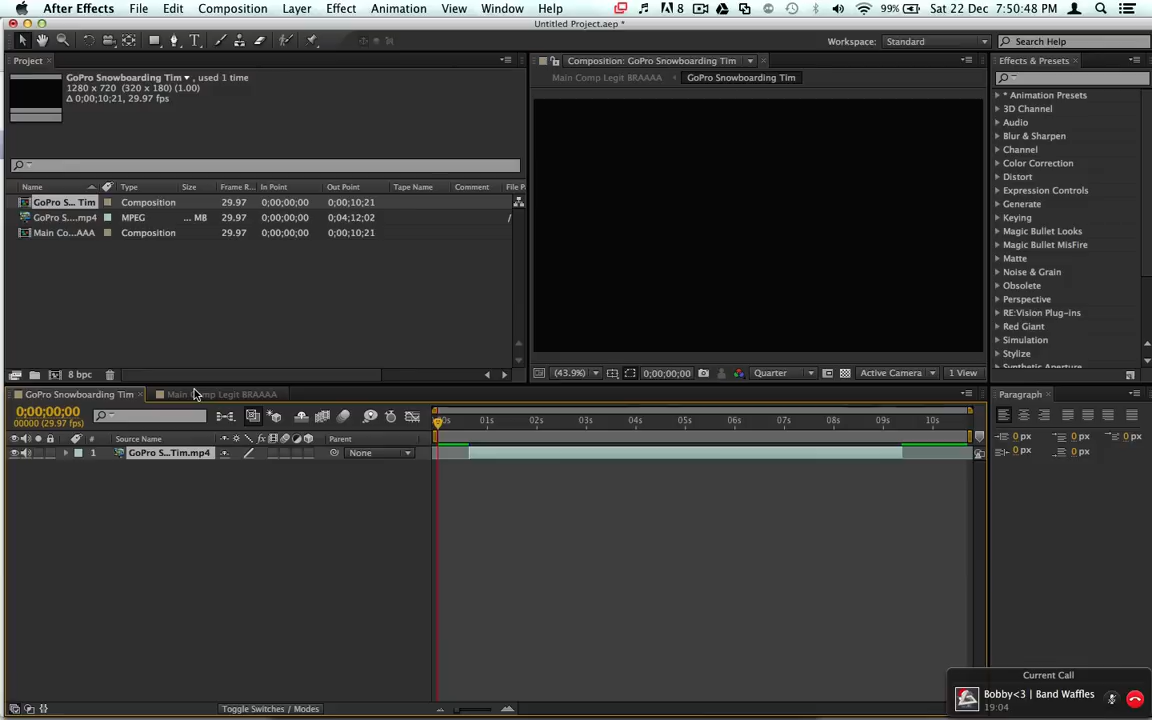 After Effects File Edit Composition Layer Effect Animation View Window Help 8 99% Sat 22 Dec 7:50:48 PM
Untitled Project.aep *
Workspace: Standard Search Help
Project
GoPro Snowboarding Tim, used 1 time
1280 x 720 (320 x 180) (1.00)
Δ 0;00;10;21, 29.97 fps
Name Type Size Frame R... In Point Out Point Tape Name Comment File P
GoPro S... Tim Composition 29.97 0;00;00;00 0;00;10;21
GoPro S....mp4 MPEG ... MB 29.97 0;00;00;00 0;04;12;02 /
Main Co...AAA Composition 29.97 0;00;00;00 0;00;10;21
8 bpc
Composition: GoPro Snowboarding Tim
Main Comp Legit BRAAAA GoPro Snowboarding Tim
(43.9%) 0;00;00;00 Quarter Active Camera 1 View
Effects & Presets
* Animation Presets
3D Channel
Audio
Blur & Sharpen
Channel
Color Correction
Distort
Expression Controls
Generate
Keying
Magic Bullet Looks
Magic Bullet MisFire
Matte
Noise & Grain
Obsolete
Perspective
RE:Vision Plug-ins
Red Giant
Simulation
Stylize
Synthetic Aperture
Paragraph
0 px 0 px 0 px
0 px 0 px
GoPro Snowboarding Tim Main Comp Legit BRAAAA
0;00;00;00
00000 (29.97 fps)
0s 01s 02s 03s 04s 05s 06s 07s 08s 09s 10s
# Source Name fx Parent
1 GoPro S...Tim.mp4 None
Toggle Switches / Modes
Current Call
Bobby<3 | Band Waffles
19:04